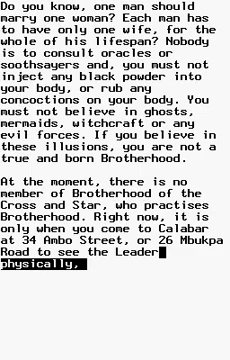 Do you know, one man should
marry one woman? Each man has
to have only one wife, for the
whole of his lifespan? Nobody
is to consult oracles or
soothsayers and, you must not
inject any black powder into
your body, or rub any
concoctions on your body. You
must not believe in ghosts,
mermaids, witchcraft or any
evil forces. If you believe in
these illusions, you are not a
true and born Brotherhood.

At the moment, there is no
member of Brotherhood of the
Cross and Star, who practises
Brotherhood. Right now, it is
only when you come to Calabar
at 34 Ambo Street, or 26 Mbukpa
Road to see the Leader
physically,